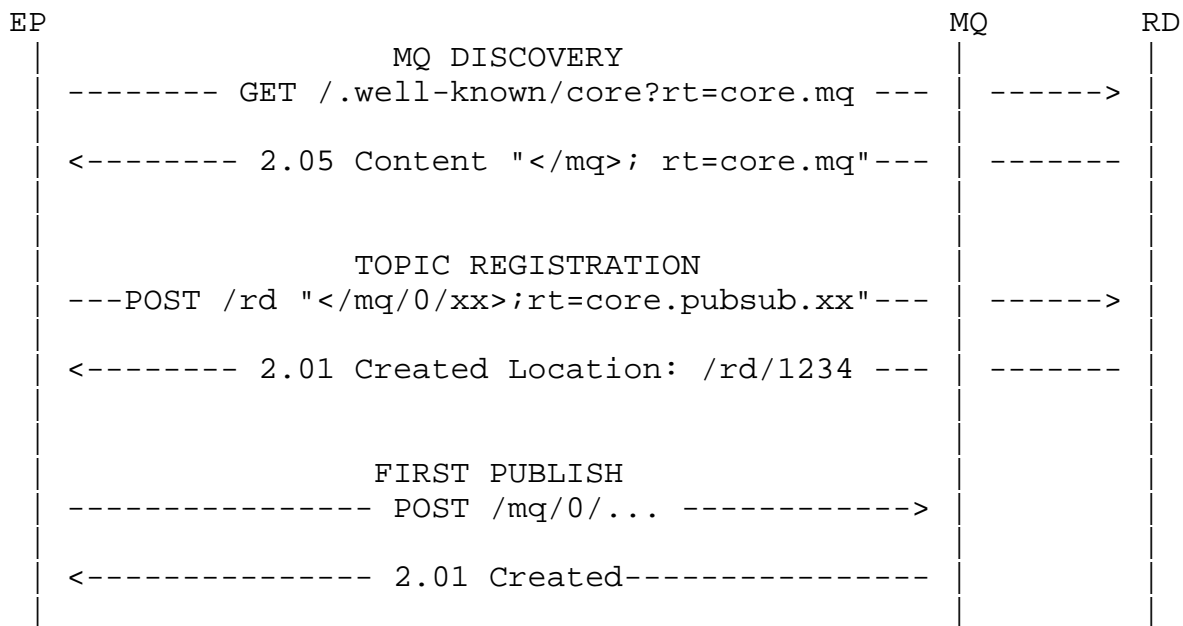 EP MQ RD
MQ DISCOVERY
-------- GET /.well-known/core?rt=core.mq --- | ------>
<-------- 2.05 Content "</mq>; rt=core.mq"--- | -------
TOPIC REGISTRATION
---POST /rd "</mq/0/xx>;rt=core.pubsub.xx"--- | ------>
<-------- 2.01 Created Location: /rd/1234 --- | -------
FIRST PUBLISH
---------------- POST /mq/0/... ------------>
<--------------- 2.01 Created----------------